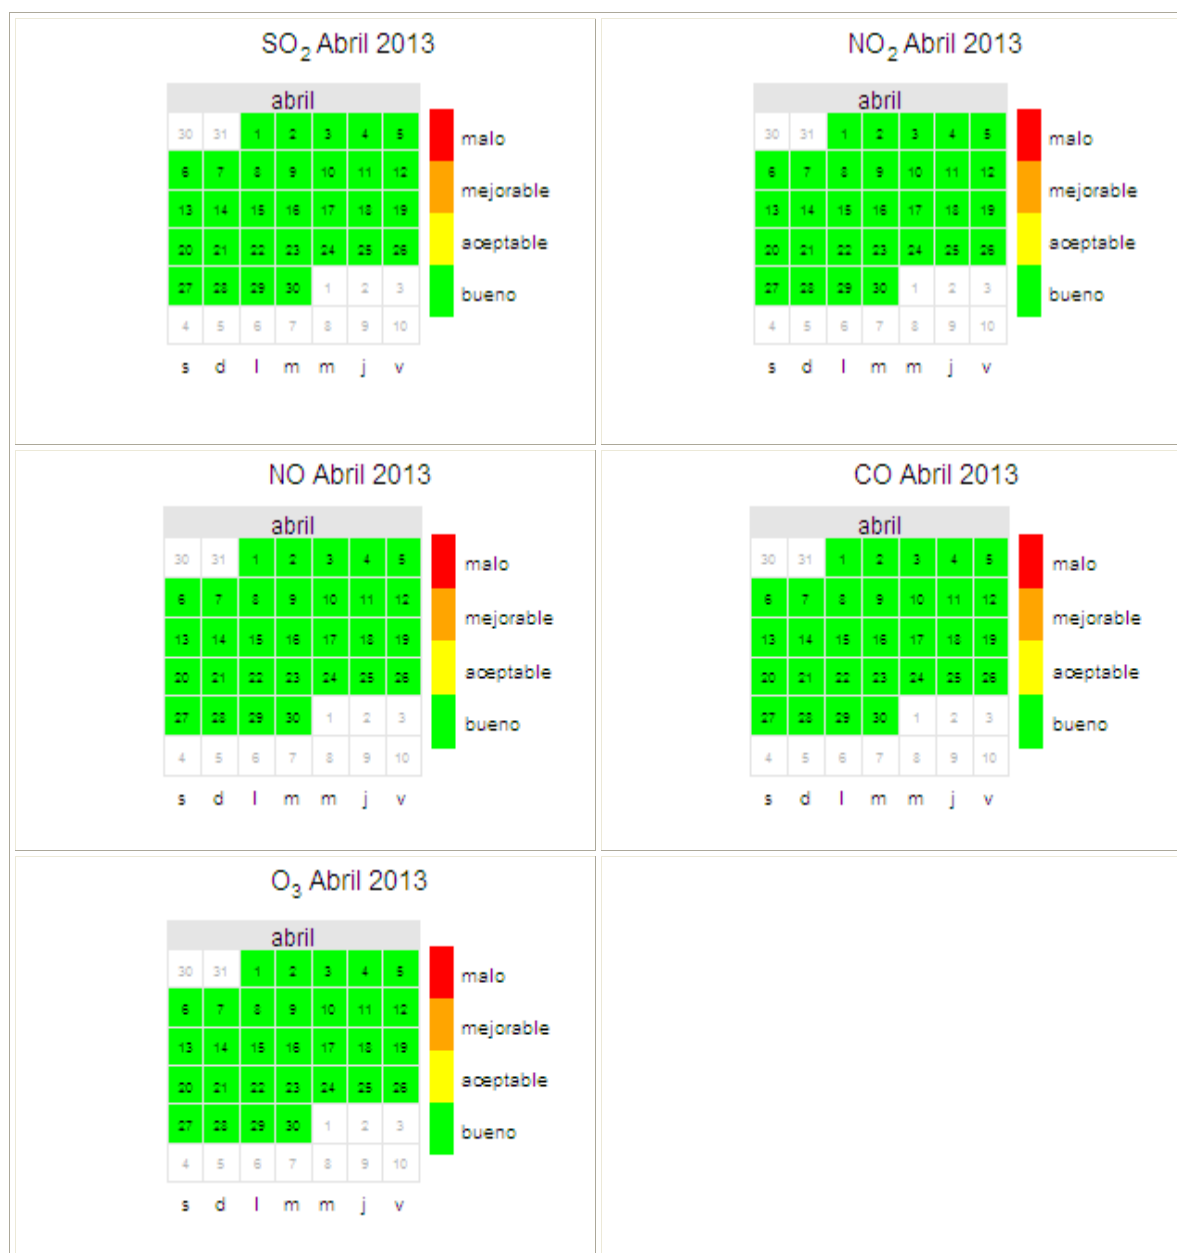 SO₂ Abril 2013
abril
30 31 1 2 3 4 5
6 7 8 9 10 11 12
13 14 15 16 17 18 19
20 21 22 23 24 25 26
27 28 29 30 1 2 3
4 5 6 7 8 9 10
s d l m m j v
malo
mejorable
aceptable
bueno
NO₂ Abril 2013
abril
30 31 1 2 3 4 5
6 7 8 9 10 11 12
13 14 15 16 17 18 19
20 21 22 23 24 25 26
27 28 29 30 1 2 3
4 5 6 7 8 9 10
s d l m m j v
malo
mejorable
aceptable
bueno
NO Abril 2013
abril
30 31 1 2 3 4 5
6 7 8 9 10 11 12
13 14 15 16 17 18 19
20 21 22 23 24 25 26
27 28 29 30 1 2 3
4 5 6 7 8 9 10
s d l m m j v
malo
mejorable
aceptable
bueno
CO Abril 2013
abril
30 31 1 2 3 4 5
6 7 8 9 10 11 12
13 14 15 16 17 18 19
20 21 22 23 24 25 26
27 28 29 30 1 2 3
4 5 6 7 8 9 10
s d l m m j v
malo
mejorable
aceptable
bueno
O₃ Abril 2013
abril
30 31 1 2 3 4 5
6 7 8 9 10 11 12
13 14 15 16 17 18 19
20 21 22 23 24 25 26
27 28 29 30 1 2 3
4 5 6 7 8 9 10
s d l m m j v
malo
mejorable
aceptable
bueno